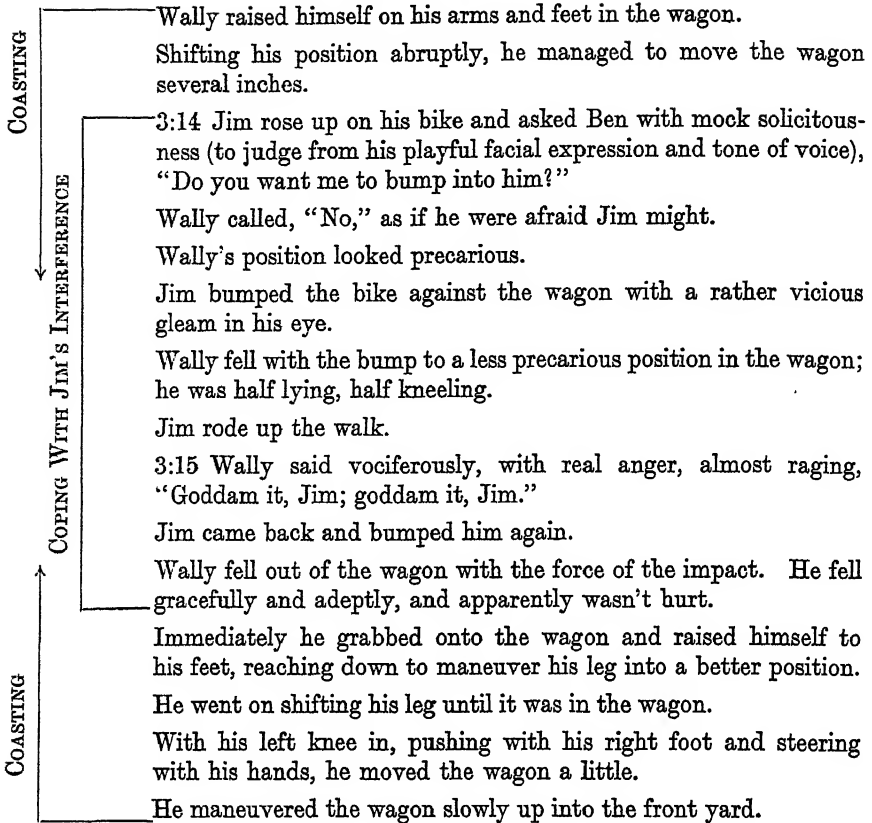 COASTING
Wally raised himself on his arms and feet in the wagon.
Shifting his position abruptly, he managed to move the wagon
several inches.
COPING WITH JIM'S INTERFERENCE
3:14 Jim rose up on his bike and asked Ben with mock solicitous-
ness (to judge from his playful facial expression and tone of voice),
"Do you want me to bump into him?"
Wally called, "No," as if he were afraid Jim might.
Wally's position looked precarious.
Jim bumped the bike against the wagon with a rather vicious
gleam in his eye.
Wally fell with the bump to a less precarious position in the wagon;
he was half lying, half kneeling.
Jim rode up the walk.
3:15 Wally said vociferously, with real anger, almost raging,
"Goddam it, Jim; goddam it, Jim."
Jim came back and bumped him again.
Wally fell out of the wagon with the force of the impact. He fell
gracefully and adeptly, and apparently wasn't hurt.
COASTING
Immediately he grabbed onto the wagon and raised himself to
his feet, reaching down to maneuver his leg into a better position.
He went on shifting his leg until it was in the wagon.
With his left knee in, pushing with his right foot and steering
with his hands, he moved the wagon a little.
He maneuvered the wagon slowly up into the front yard.